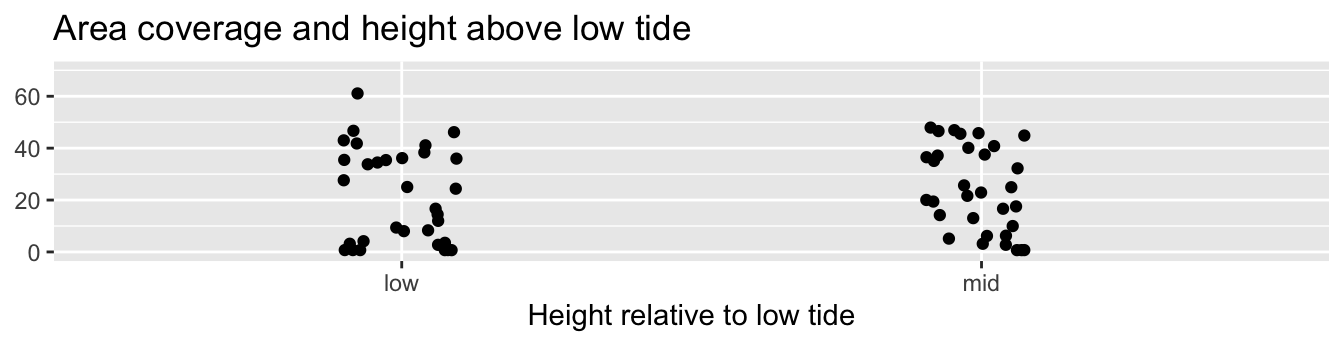 Area coverage and height above low tide
60
40
20
0
low mid
Height relative to low tide